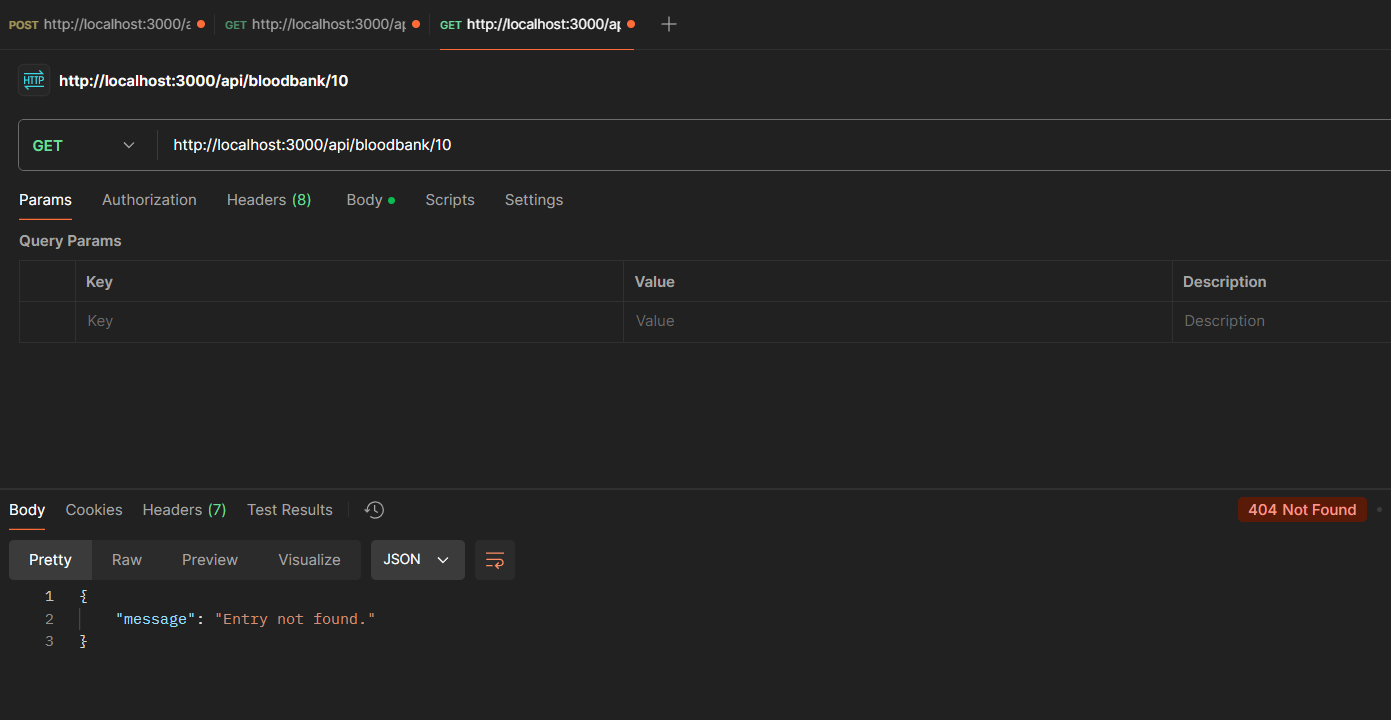 POST http://localhost:3000/a GET http://localhost:3000/ap GET http://localhost:3000/ap
HTTP http://localhost:3000/api/bloodbank/10
GET http://localhost:3000/api/bloodbank/10
Params Authorization Headers (8) Body Scripts Settings
Query Params
Key Value Description
Key Value Description
Body Cookies Headers (7) Test Results 404 Not Found
Pretty Raw Preview Visualize JSON
1 {
2 "message": "Entry not found."
3 }